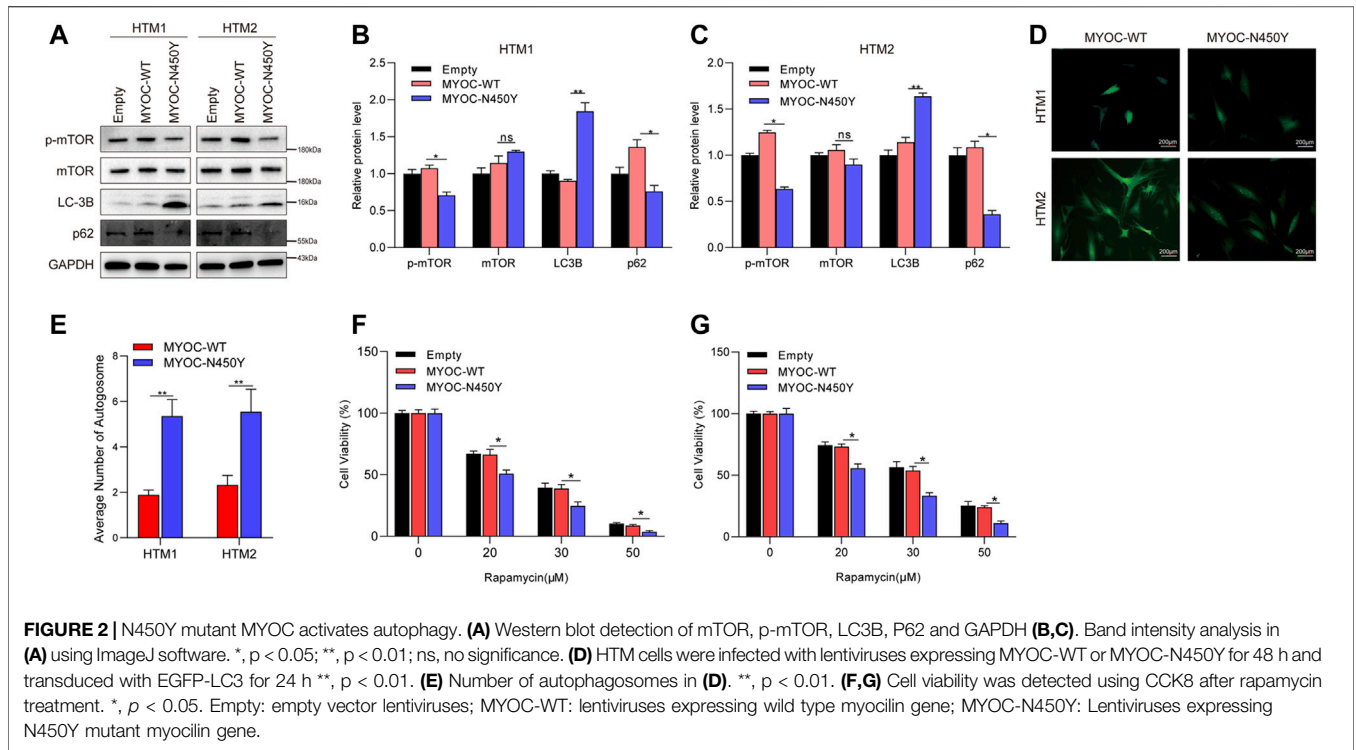 A
HTM1
HTM2
Empty
MYOC-WT
MYOC-N450Y
Empty
MYOC-WT
MYOC-N450Y
p-mTOR
180kDa
180kDa
mTOR
180kDa
180kDa
LC-3B
16kDa
16kDa
p62
55kDa
55kDa
GAPDH
43kDa
43kDa
B
HTM1
Empty
MYOC-WT
MYOC-N450Y
Relative protein level
2.5
2.0
1.5
1.0
0.5
0.0
*
ns
**
*
p-mTOR
mTOR
LC3B
p62
C
HTM2
Empty
MYOC-WT
MYOC-N450Y
Relative protein level
2.0
1.5
1.0
0.5
0.0
*
ns
**
*
p-mTOR
mTOR
LC3B
p62
D
MYOC-WT
MYOC-N450Y
HTM1
200µm
200µm
HTM2
200µm
200µm
E
MYOC-WT
MYOC-N450Y
Average Number of Autogosome
8
6
4
2
0
**
**
HTM1
HTM2
F
Empty
MYOC-WT
MYOC-N450Y
Cell Viability (%)
150
100
50
0
*
*
*
0
20
30
50
Rapamycin(µM)
G
Empty
MYOC-WT
MYOC-N450Y
Cell Viability (%)
150
100
50
0
*
*
*
0
20
30
50
Rapamycin(µM)
FIGURE 2 | N450Y mutant MYOC activates autophagy. (A) Western blot detection of mTOR, p-mTOR, LC3B, P62 and GAPDH (B,C). Band intensity analysis in
(A) using ImageJ software. *, p < 0.05; **, p < 0.01; ns, no significance. (D) HTM cells were infected with lentiviruses expressing MYOC-WT or MYOC-N450Y for 48 h and
transduced with EGFP-LC3 for 24 h **, p < 0.01. (E) Number of autophagosomes in (D). **, p < 0.01. (F,G) Cell viability was detected using CCK8 after rapamycin
treatment. *, p < 0.05. Empty: empty vector lentiviruses; MYOC-WT: lentiviruses expressing wild type myocilin gene; MYOC-N450Y: Lentiviruses expressing
N450Y mutant myocilin gene.